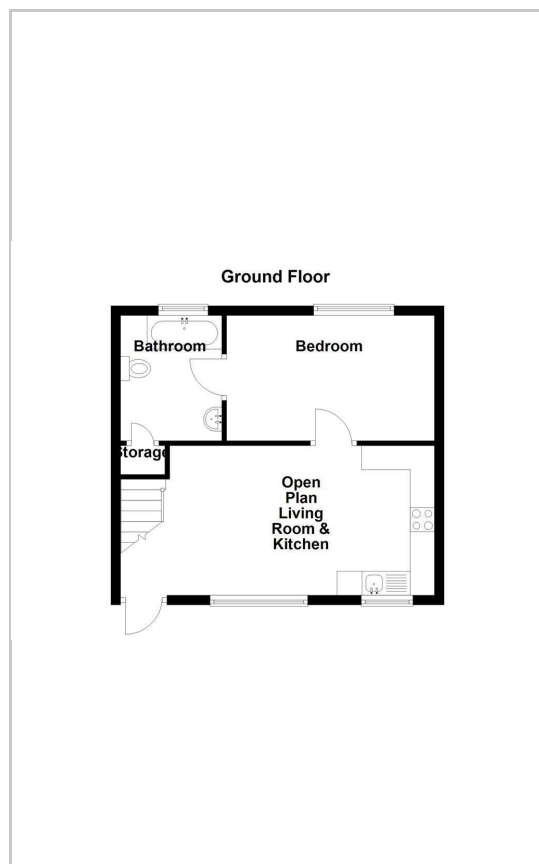 Ground Floor
Bathroom
Bedroom
Storage
Open
Plan
Living
Room &
Kitchen